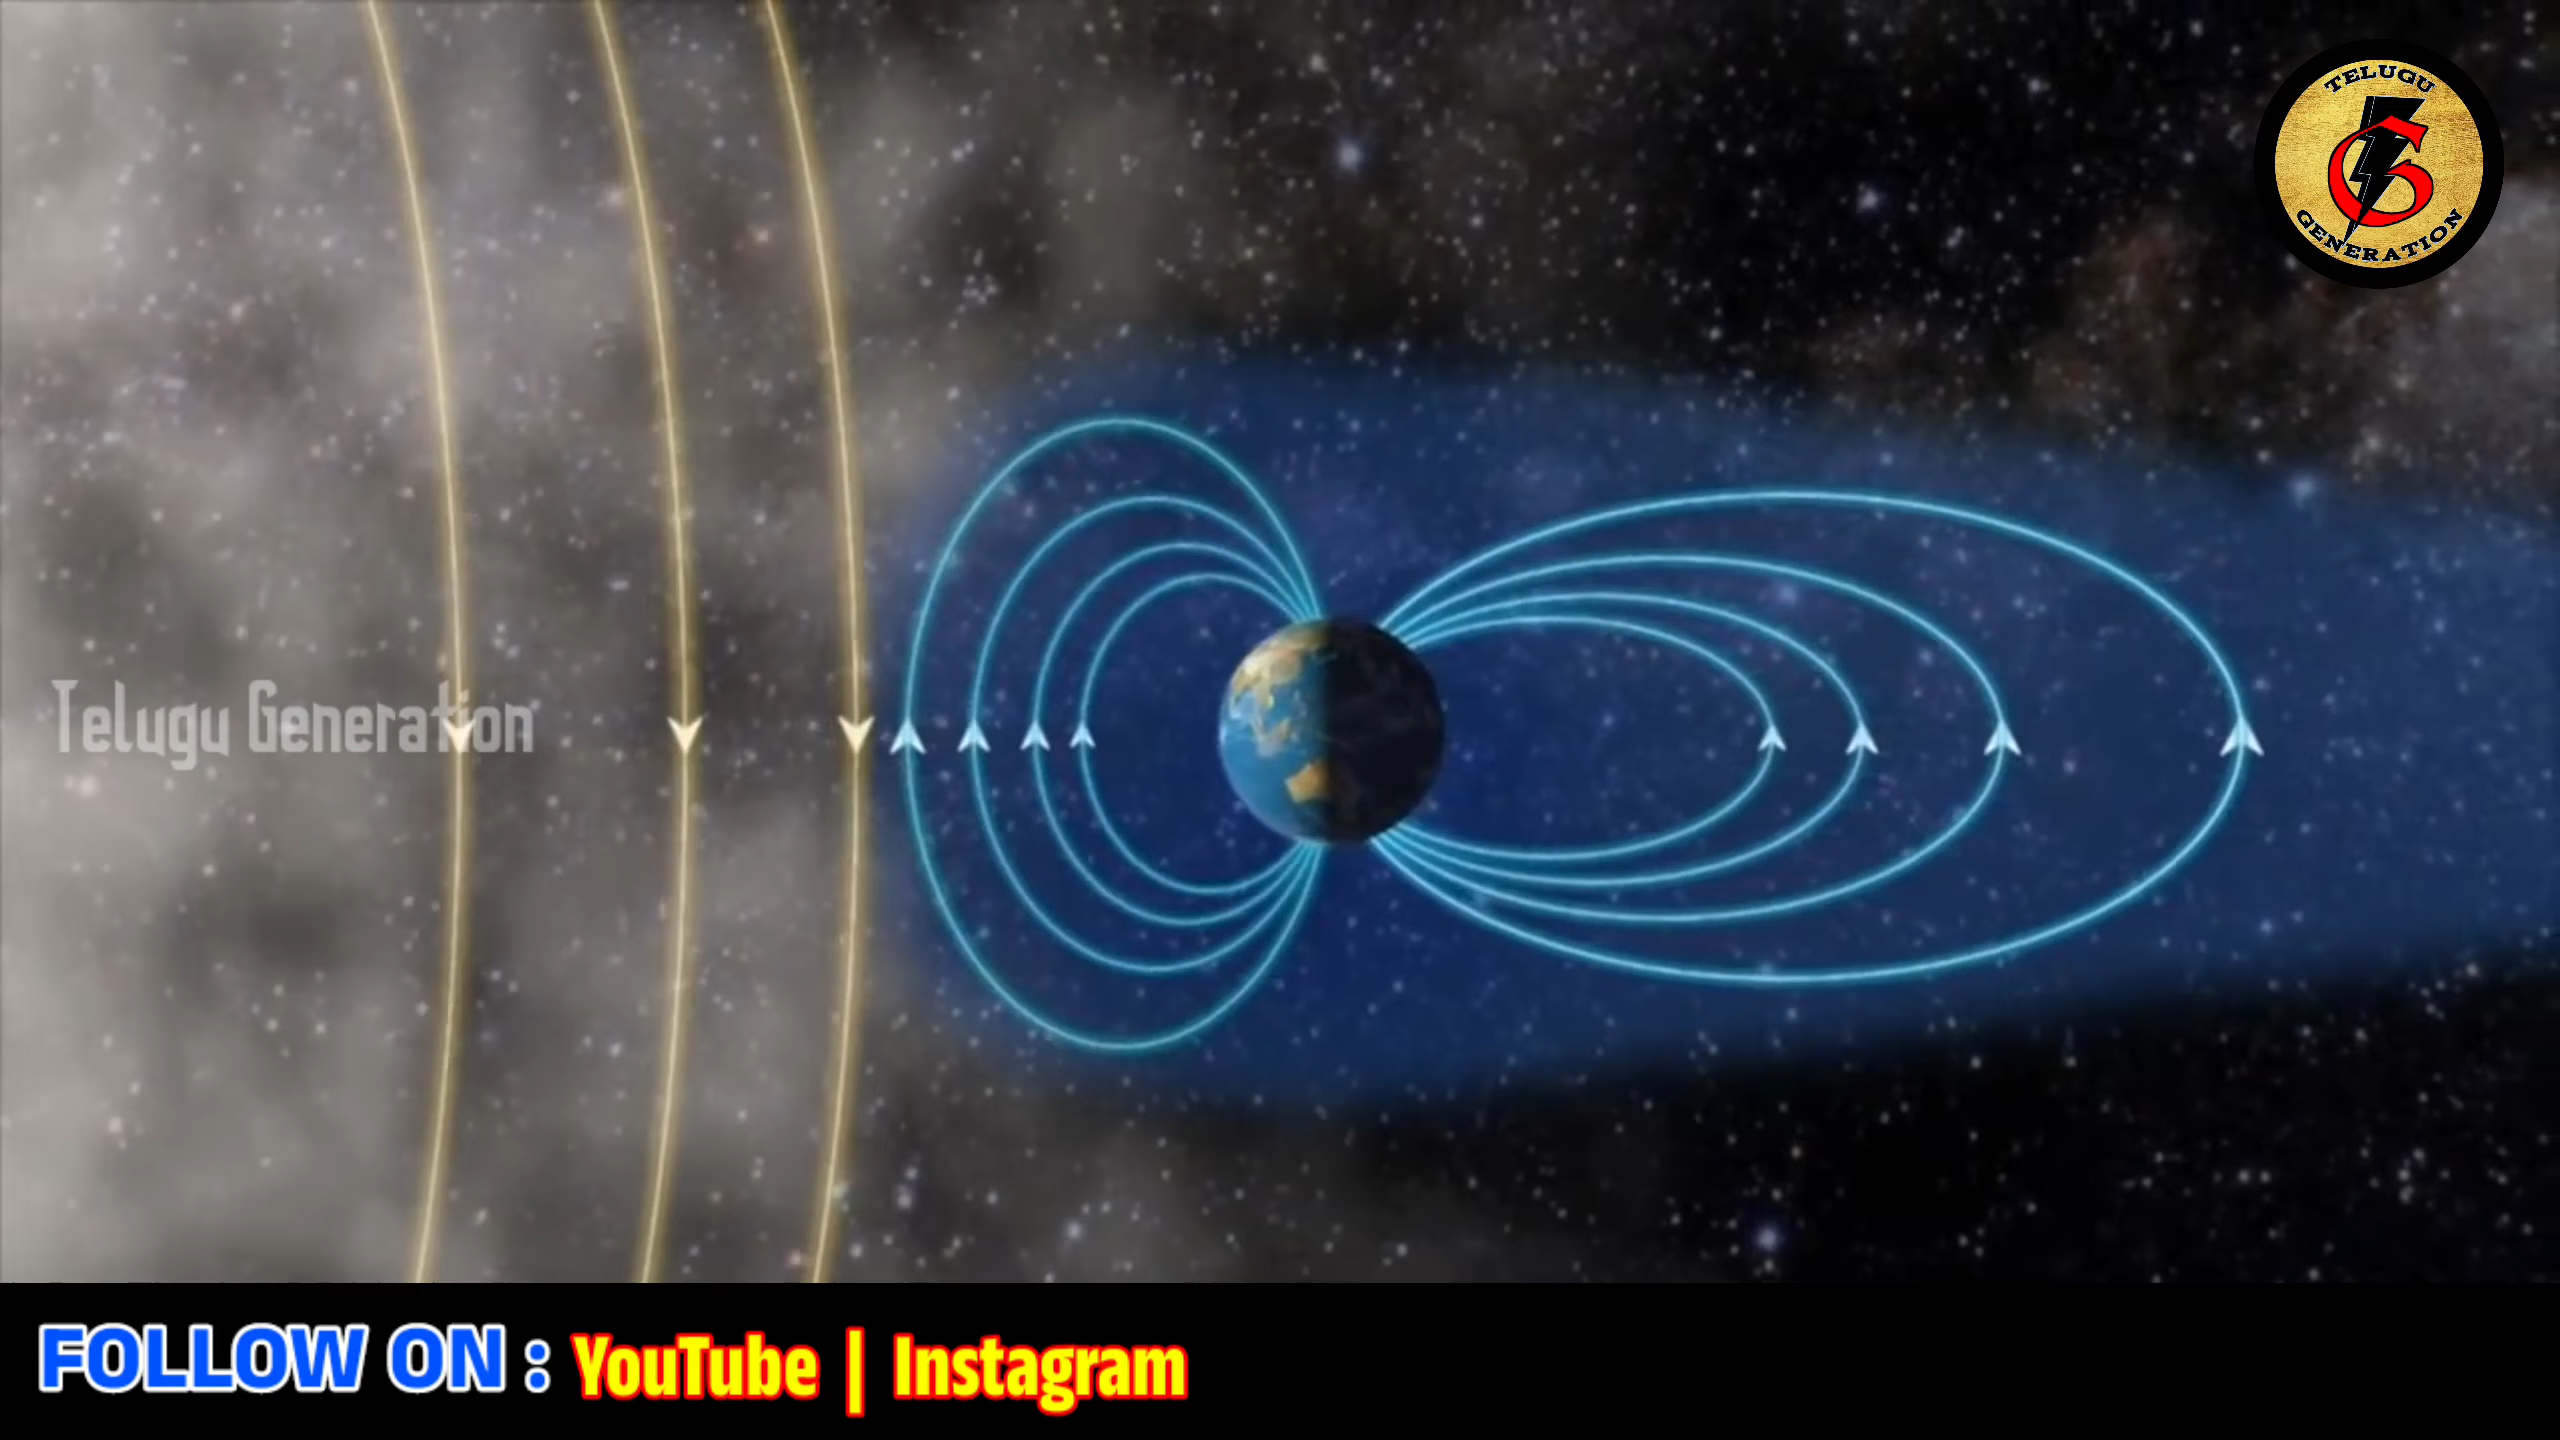 TELUGU
G
GENERATION
Telugu Generation
FOLLOW ON : YouTube | Instagram